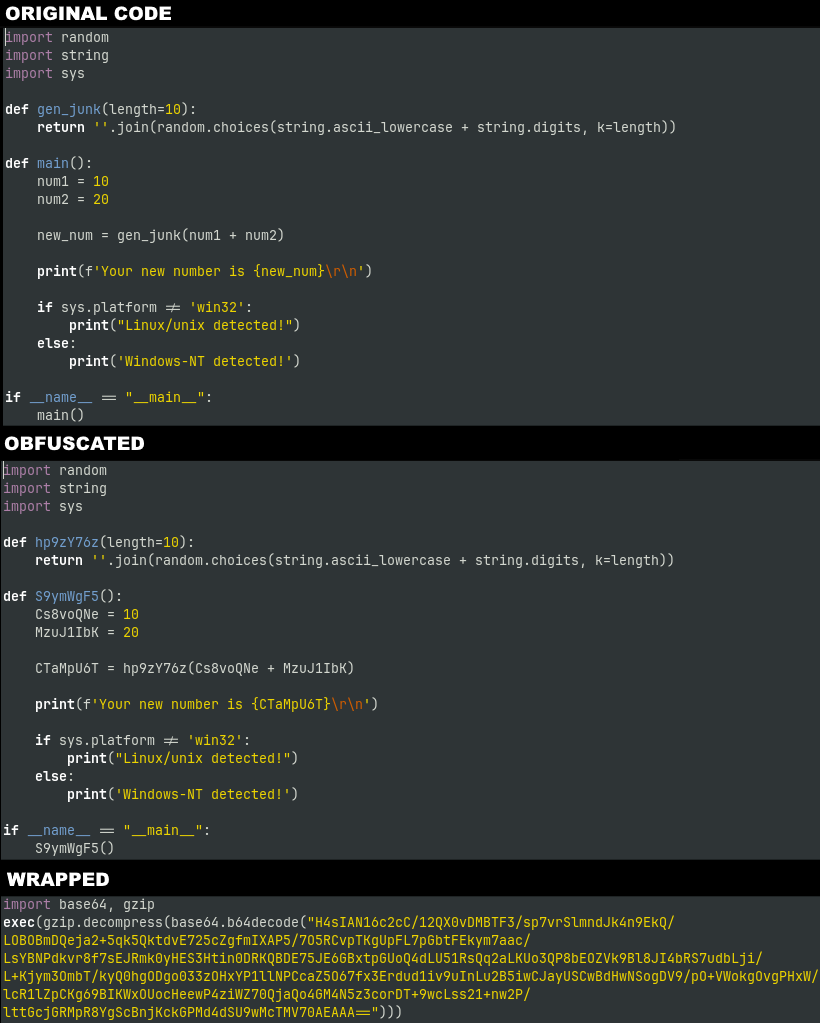 ORIGINAL CODE
import random
import string
import sys
def gen_junk(length=10):
    return ''.join(random.choices(string.ascii_lowercase + string.digits, k=length))
def main():
    num1 = 10
    num2 = 20
    new_num = gen_junk(num1 + num2)
    print(f'Your new number is {new_num}\r\n')
    if sys.platform != 'win32':
        print("Linux/unix detected!")
    else:
        print('Windows-NT detected!')
if __name__ == "__main__":
    main()
OBFUSCATED
import random
import string
import sys
def hp9zY76z(length=10):
    return ''.join(random.choices(string.ascii_lowercase + string.digits, k=length))
def S9ymWgF5():
    Cs8voQNe = 10
    MzuJ1IbK = 20
    CTaMpU6T = hp9zY76z(Cs8voQNe + MzuJ1IbK)
    print(f'Your new number is {CTaMpU6T}\r\n')
    if sys.platform != 'win32':
        print("Linux/unix detected!")
    else:
        print('Windows-NT detected!')
if __name__ == "__main__":
    S9ymWgF5()
WRAPPED
import base64, gzip
exec(gzip.decompress(base64.b64decode("H4sIAN16c2cC/12QX0vDMBTF3/sp7vrSlmndJk4n9EkQ/
LOBOBmDQeja2+5qk5QktdvE725cZgfmIXAP5/7O5RCvpTKgUpFL7pGbtFEkym7aac/
LsYBNPdkvr8f7sEJRmk0yHES3Htin0DRKQBDE75JE6GBxtpGUoQ4dLU51RsQq2aLKUo3QP8bEOZVk9Bl8JI4bRS7udbLji/
L+Kjym3OmbT/kyQ0hgODgo033zOHxYP1llNPCcaZ5O67fx3Erdud1iv9uInLu2B5iwCJayUSCwBdHwNSogDV9/pO+VWokgOvgPHxW/
lcR1lZpCKg69BIKWxOUocHeewP4ziWZ70QjaQo4GM4N5z3corDT+9wcLss21+nw2P/
lttGcjGRMpR8YgScBnjKckGPMd4dSU9wMcTMV70AEAAA==")))